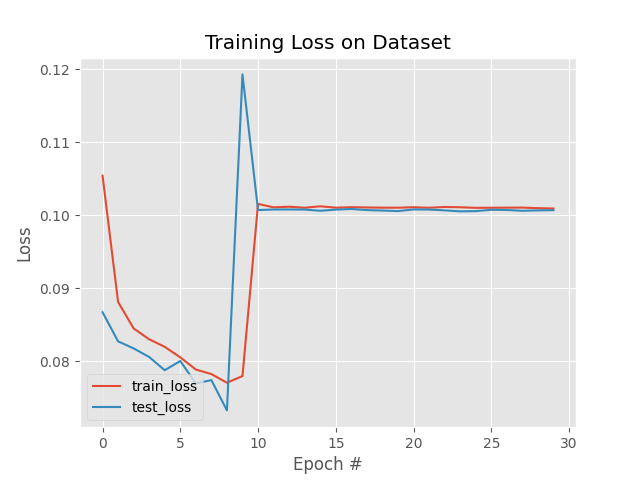 Training Loss on Dataset
0.12
0.11
0.10
0.09
0.08
Loss
train_loss
test_loss
0 5 10 15 20 25 30
Epoch #